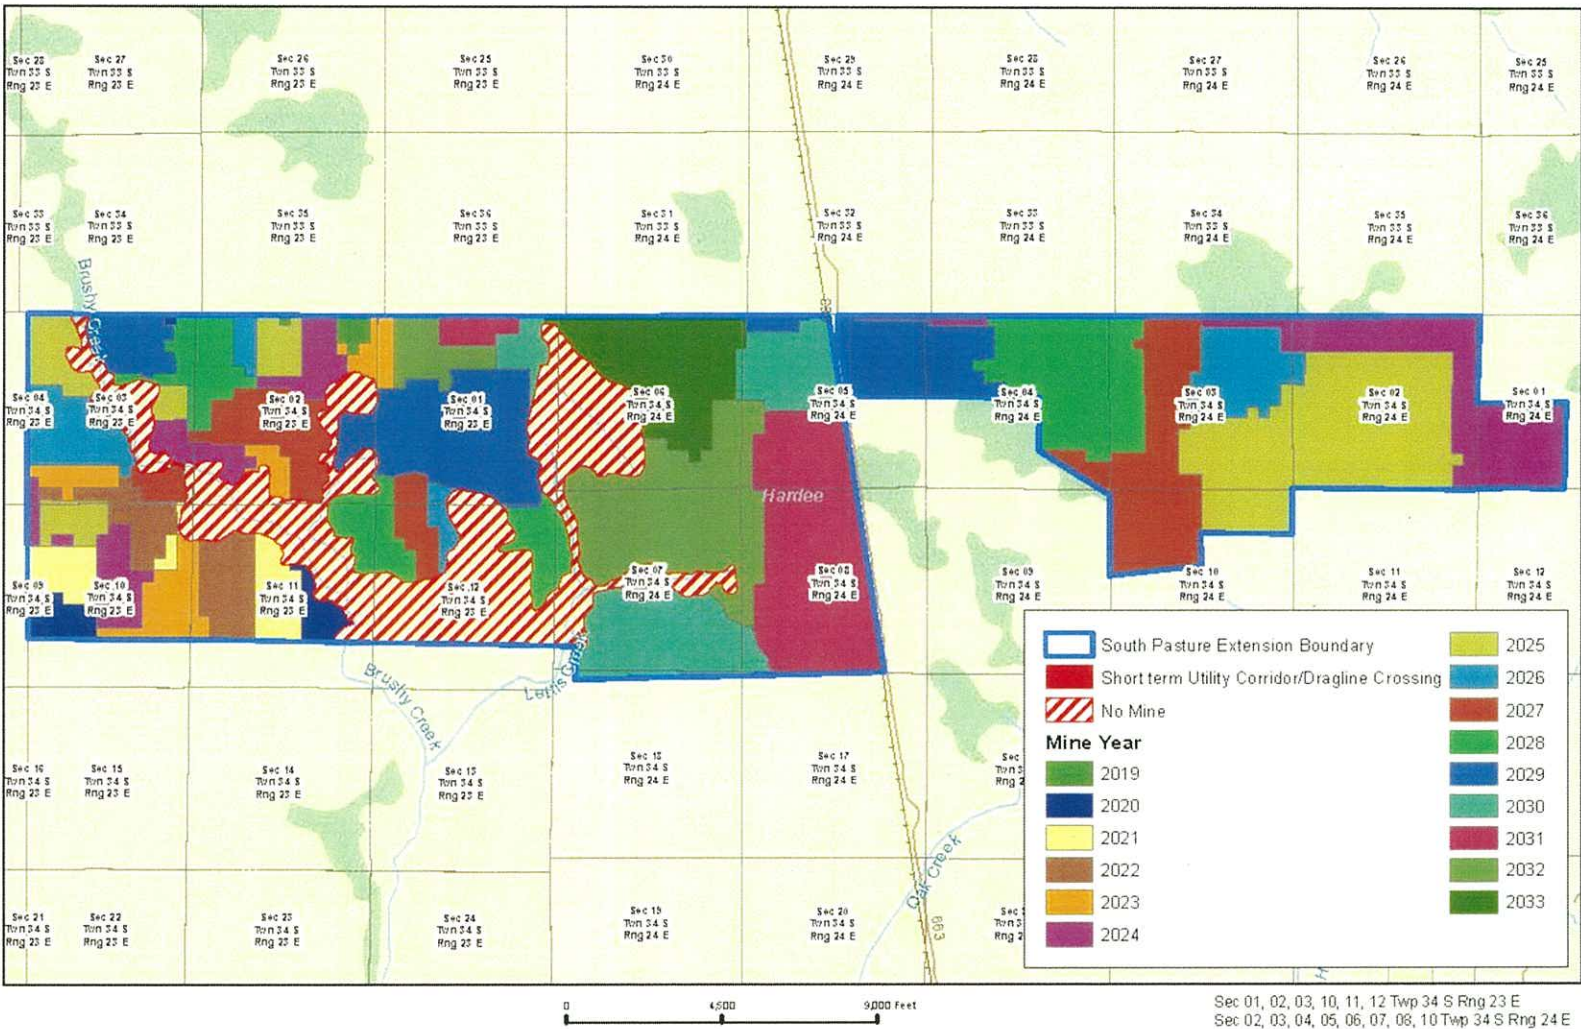 Sec 28
Twn 33 S
Rng 23 E
Sec 27
Twn 33 S
Rng 23 E
Sec 26
Twn 33 S
Rng 23 E
Sec 25
Twn 33 S
Rng 23 E
Sec 30
Twn 33 S
Rng 24 E
Sec 29
Twn 33 S
Rng 24 E
Sec 28
Twn 33 S
Rng 24 E
Sec 27
Twn 33 S
Rng 24 E
Sec 26
Twn 33 S
Rng 24 E
Sec 25
Twn 33 S
Rng 24 E
Sec 33
Twn 33 S
Rng 23 E
Sec 34
Twn 33 S
Rng 23 E
Sec 35
Twn 33 S
Rng 23 E
Sec 36
Twn 33 S
Rng 23 E
Sec 31
Twn 33 S
Rng 24 E
Sec 32
Twn 33 S
Rng 24 E
Sec 33
Twn 33 S
Rng 24 E
Sec 34
Twn 33 S
Rng 24 E
Sec 35
Twn 33 S
Rng 24 E
Sec 36
Twn 33 S
Rng 24 E
Brushy Creek
Sec 04
Twn 34 S
Rng 23 E
Sec 03
Twn 34 S
Rng 23 E
Sec 02
Twn 34 S
Rng 23 E
Sec 01
Twn 34 S
Rng 23 E
Sec 06
Twn 34 S
Rng 24 E
Sec 05
Twn 34 S
Rng 24 E
Sec 04
Twn 34 S
Rng 24 E
Sec 03
Twn 34 S
Rng 24 E
Sec 02
Twn 34 S
Rng 24 E
Sec 01
Twn 34 S
Rng 24 E
Hardee
Sec 09
Twn 34 S
Rng 23 E
Sec 10
Twn 34 S
Rng 23 E
Sec 11
Twn 34 S
Rng 23 E
Sec 12
Twn 34 S
Rng 23 E
Sec 07
Twn 34 S
Rng 24 E
Sec 08
Twn 34 S
Rng 24 E
Sec 09
Twn 34 S
Rng 24 E
Sec 10
Twn 34 S
Rng 24 E
Sec 11
Twn 34 S
Rng 24 E
Sec 12
Twn 34 S
Rng 24 E
Brushy Creek
Lettis Creek
Sec 16
Twn 34 S
Rng 23 E
Sec 15
Twn 34 S
Rng 23 E
Sec 14
Twn 34 S
Rng 23 E
Sec 13
Twn 34 S
Rng 23 E
Sec 18
Twn 34 S
Rng 24 E
Sec 17
Twn 34 S
Rng 24 E
Sec
Oak Creek
663
Sec 21
Twn 34 S
Rng 23 E
Sec 22
Twn 34 S
Rng 23 E
Sec 23
Twn 34 S
Rng 23 E
Sec 24
Twn 34 S
Rng 23 E
Sec 19
Twn 34 S
Rng 24 E
Sec 20
Twn 34 S
Rng 24 E
South Pasture Extension Boundary
Short term Utility Corridor/Dragline Crossing
No Mine
Mine Year
2019
2020
2021
2022
2023
2024
2025
2026
2027
2028
2029
2030
2031
2032
2033
0 4,500 9,000 Feet
Sec 01, 02, 03, 10, 11, 12 Twp 34 S Rng 23 E
Sec 02, 03, 04, 05, 06, 07, 08, 10 Twp 34 S Rng 24 E